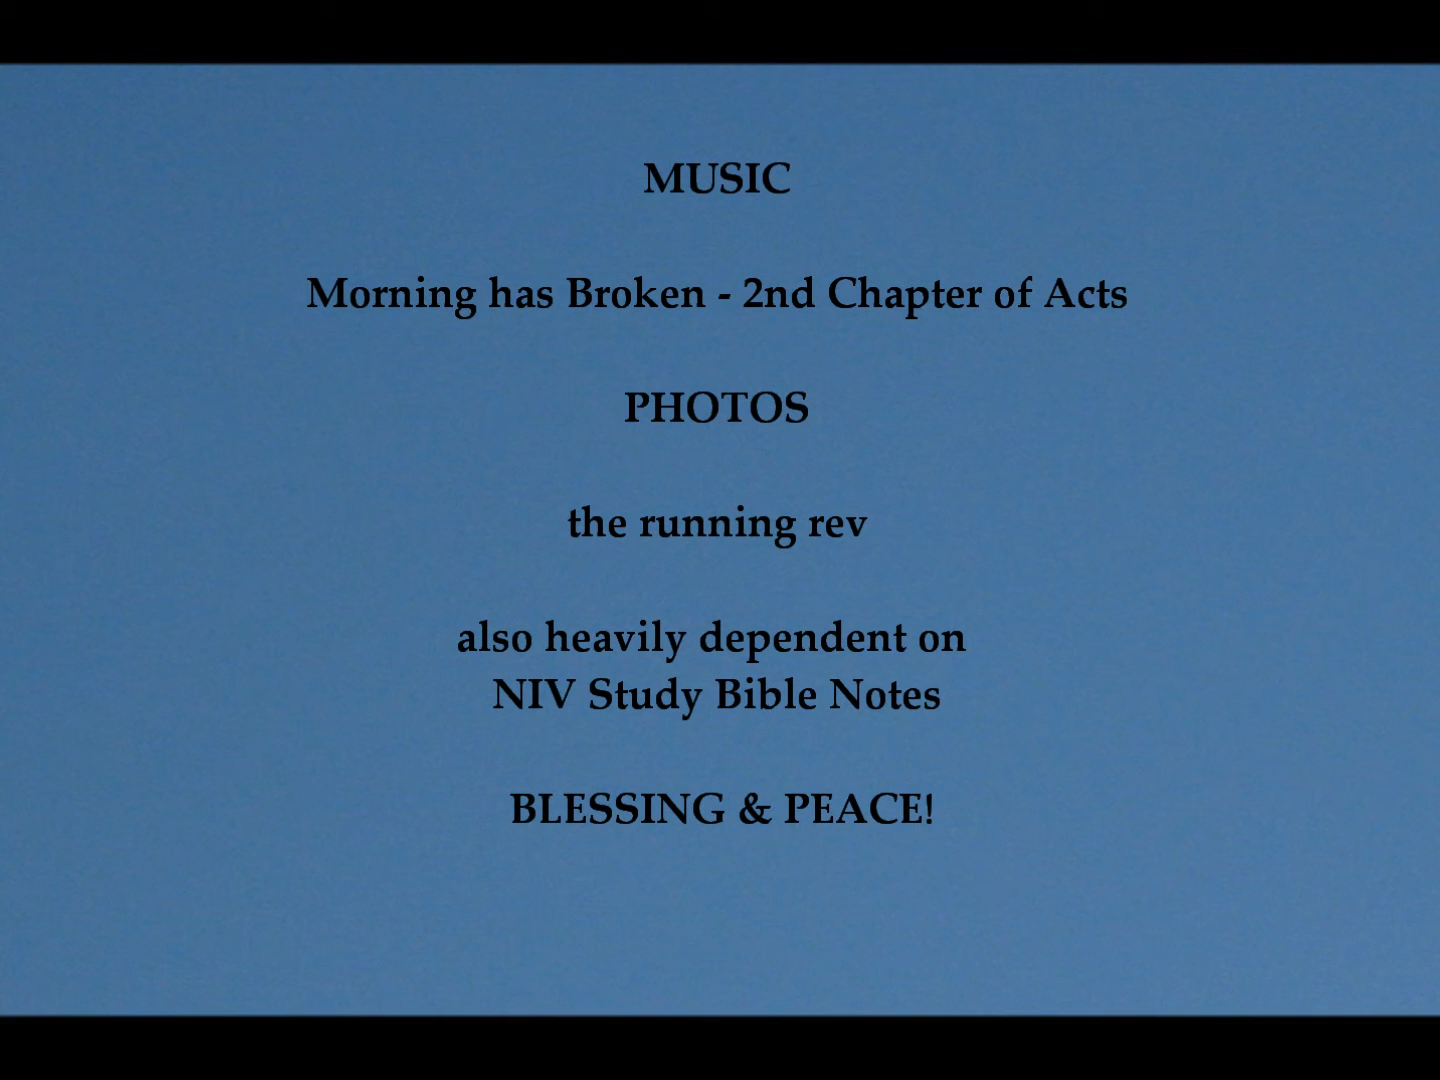 MUSIC
Morning has Broken - 2nd Chapter of Acts
PHOTOS
the running rev
also heavily dependent on
NIV Study Bible Notes
BLESSING & PEACE!